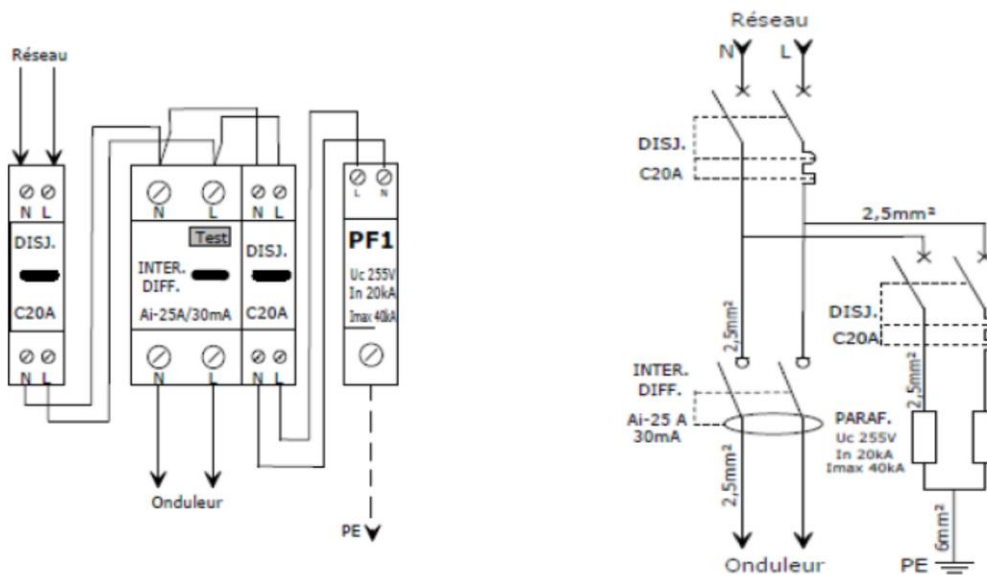 Réseau
N L
DISJ.
C20A
N L
N L
Test
INTER.
DIFF.
Ai-25A/30mA
N L
N L
DISJ.
C20A
N L
L N
PF1
Uc 255V
In 20kA
Imax 40kA
Onduleur
PE
Réseau
N L
DISJ.
C20A
2,5mm²
2,5mm²
DISJ.
C20A
2,5mm²
INTER.
DIFF.
Ai-25 A
30mA
PARAF.
Uc 255V
In 20kA
Imax 40kA
2,5mm²
6mm²
Onduleur
PE